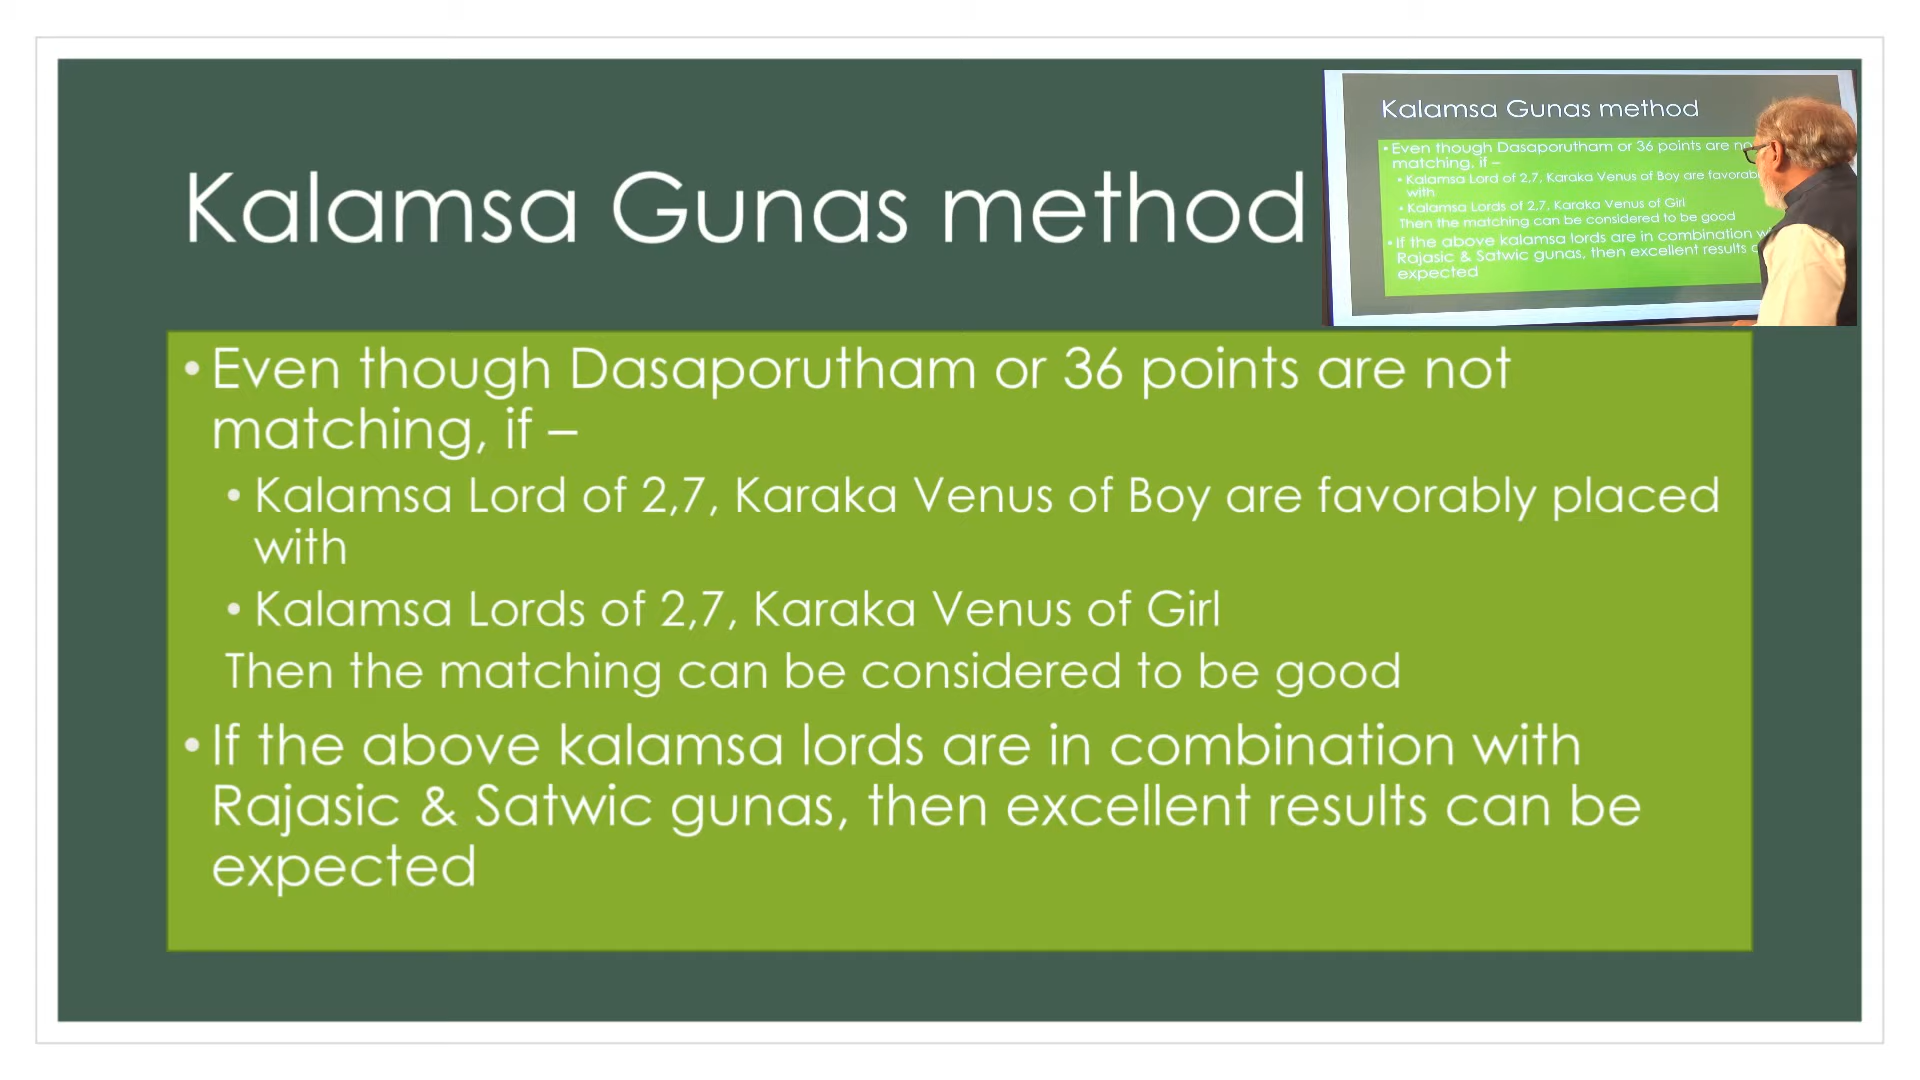 Kalamsa Gunas method
• Even though Dasaporutham or 36 points are not
matching, if –
• Kalamsa Lord of 2,7, Karaka Venus of Boy are favorably placed
with
• Kalamsa Lords of 2,7, Karaka Venus of Girl
Then the matching can be considered to be good
• If the above kalamsa lords are in combination with
Rajasic & Satwic gunas, then excellent results can be
expected
Kalamsa Gunas method
• Even though Dasaporutham or 36 points are
matching, if –
• Kalamsa Lord of 2,7, Karaka Venus of Boy are
with
• Kalamsa Lords of 2,7, Karaka Venus of Girl
Then the matching can be considered to be good
• If the above kalamsa lords are in combination
Rajasic & Satwic gunas, then excellent results
expected